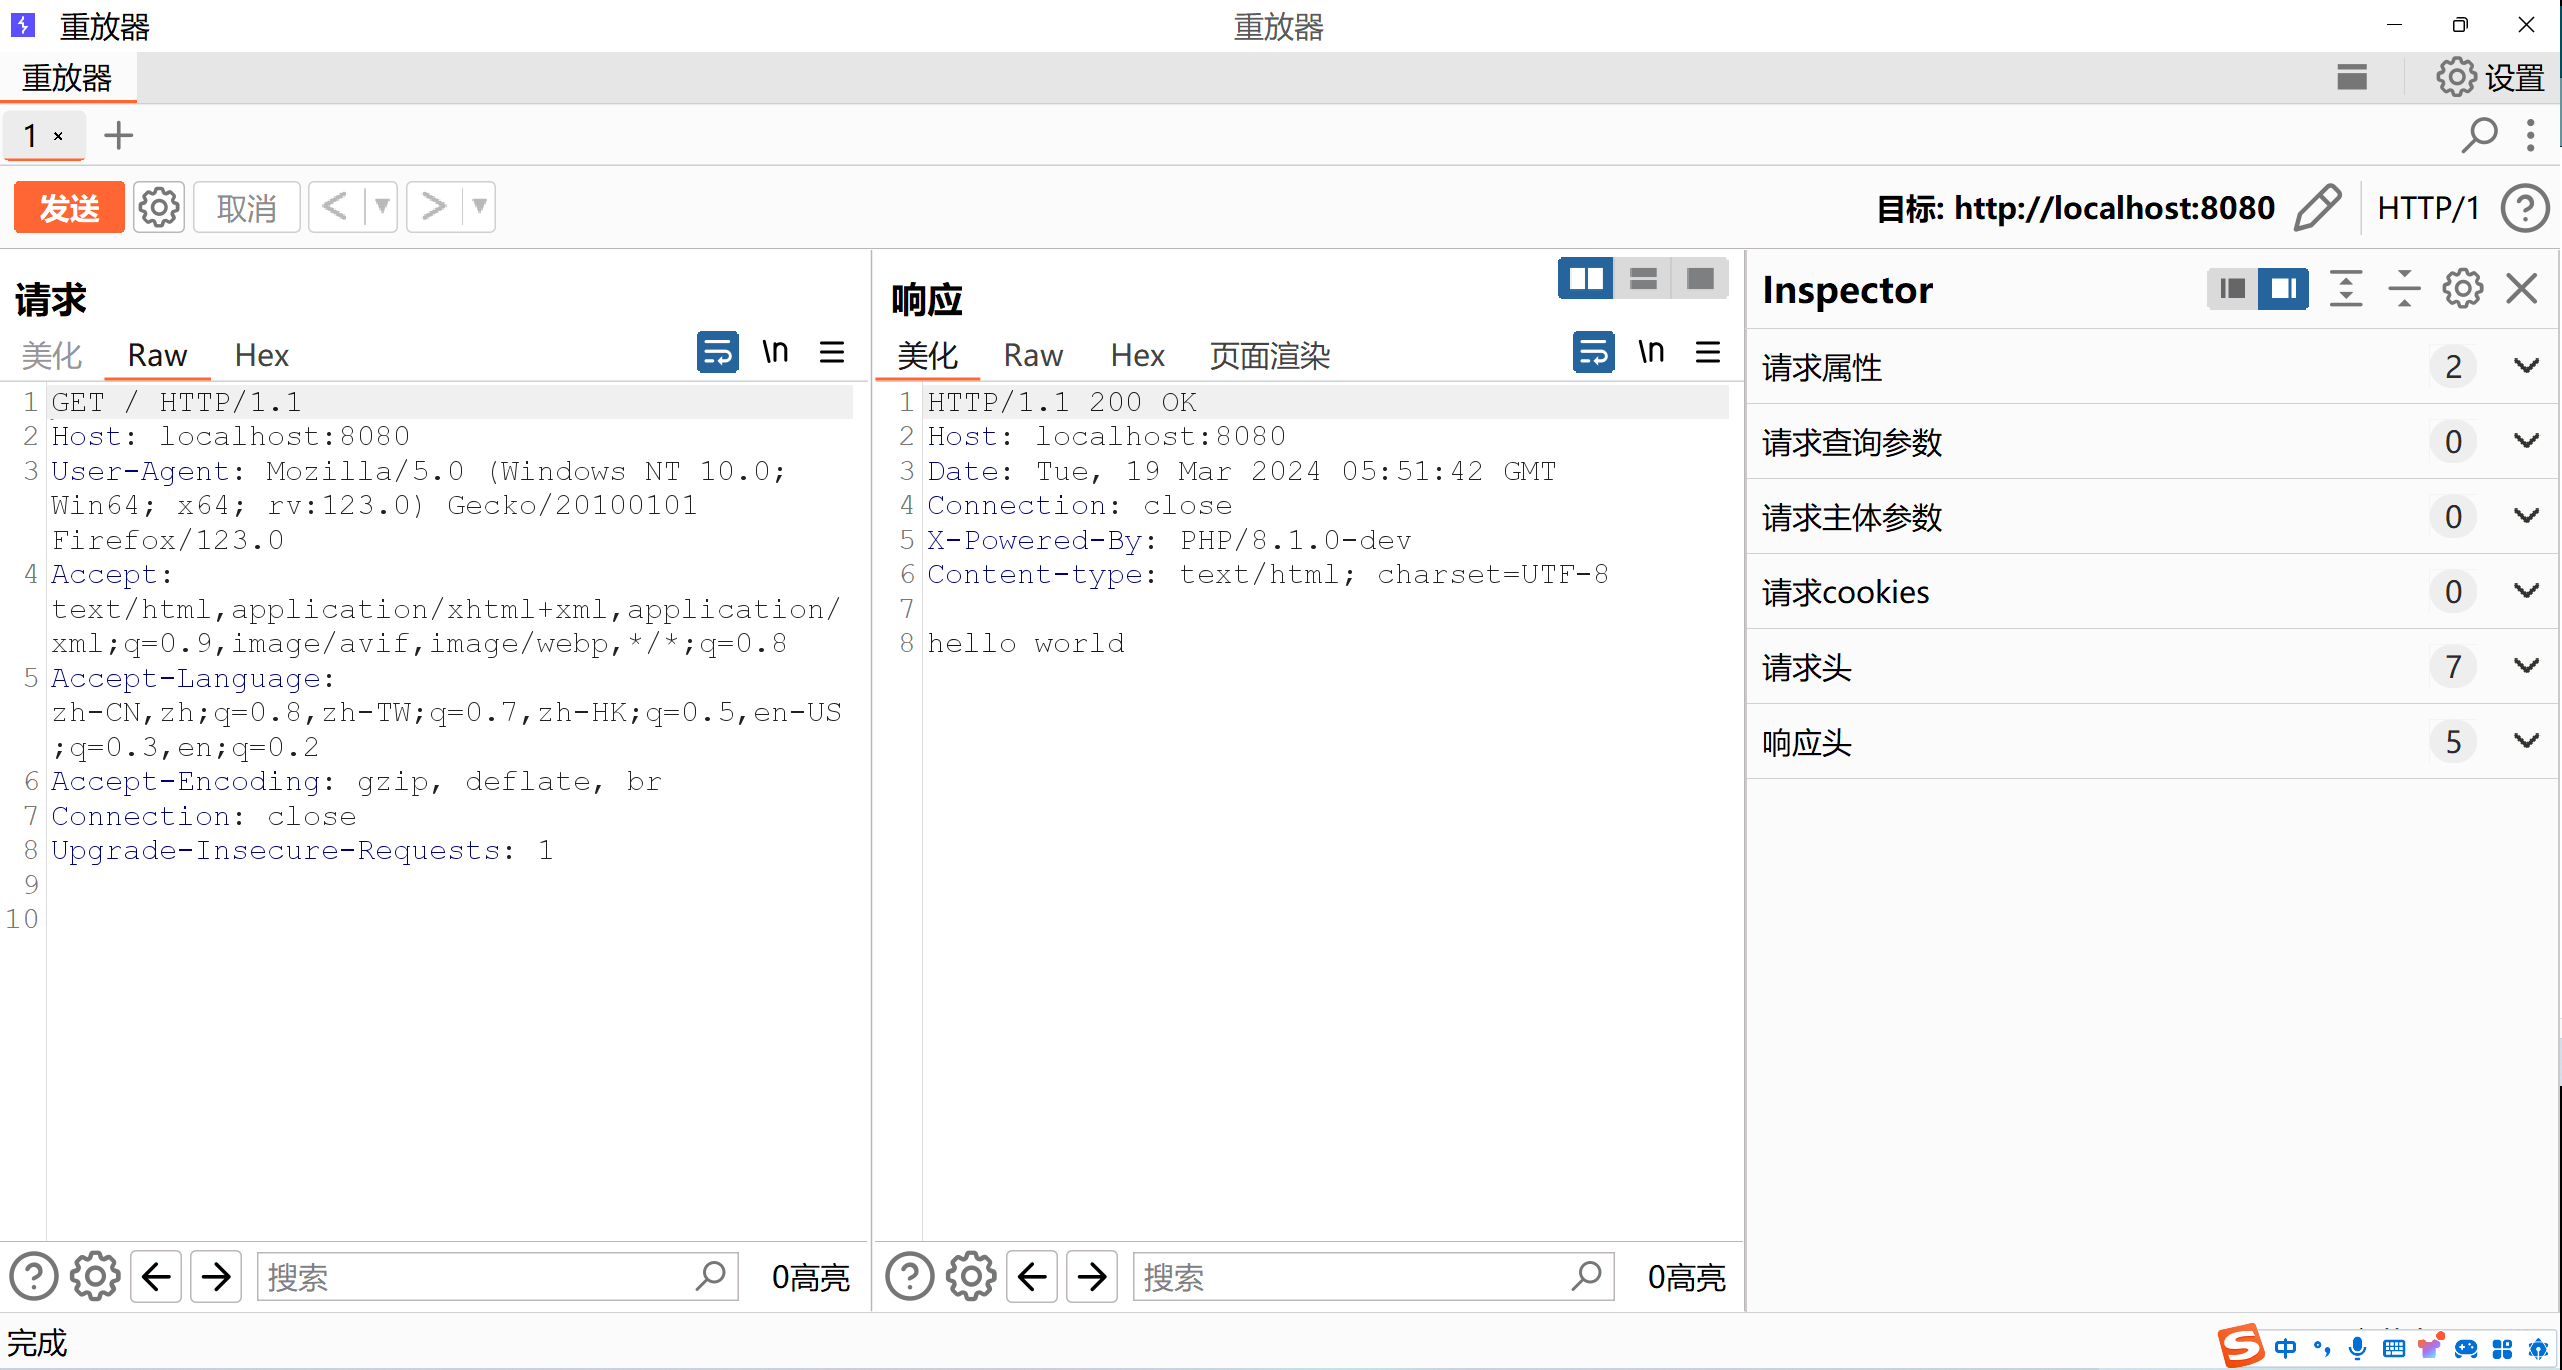 重放器
重放器
重放器
设置
1 ×
发送
取消
目标: http://localhost:8080
HTTP/1
请求
美化 Raw Hex
\n
1 GET / HTTP/1.1
2 Host: localhost:8080
3 User-Agent: Mozilla/5.0 (Windows NT 10.0;
Win64; x64; rv:123.0) Gecko/20100101
Firefox/123.0
4 Accept:
text/html,application/xhtml+xml,application/
xml;q=0.9,image/avif,image/webp,*/*;q=0.8
5 Accept-Language:
zh-CN,zh;q=0.8,zh-TW;q=0.7,zh-HK;q=0.5,en-US
;q=0.3,en;q=0.2
6 Accept-Encoding: gzip, deflate, br
7 Connection: close
8 Upgrade-Insecure-Requests: 1
9
10
搜索
0高亮
响应
美化 Raw Hex 页面渲染
\n
1 HTTP/1.1 200 OK
2 Host: localhost:8080
3 Date: Tue, 19 Mar 2024 05:51:42 GMT
4 Connection: close
5 X-Powered-By: PHP/8.1.0-dev
6 Content-type: text/html; charset=UTF-8
7
8 hello world
搜索
0高亮
Inspector
请求属性 2
请求查询参数 0
请求主体参数 0
请求cookies 0
请求头 7
响应头 5
完成
中